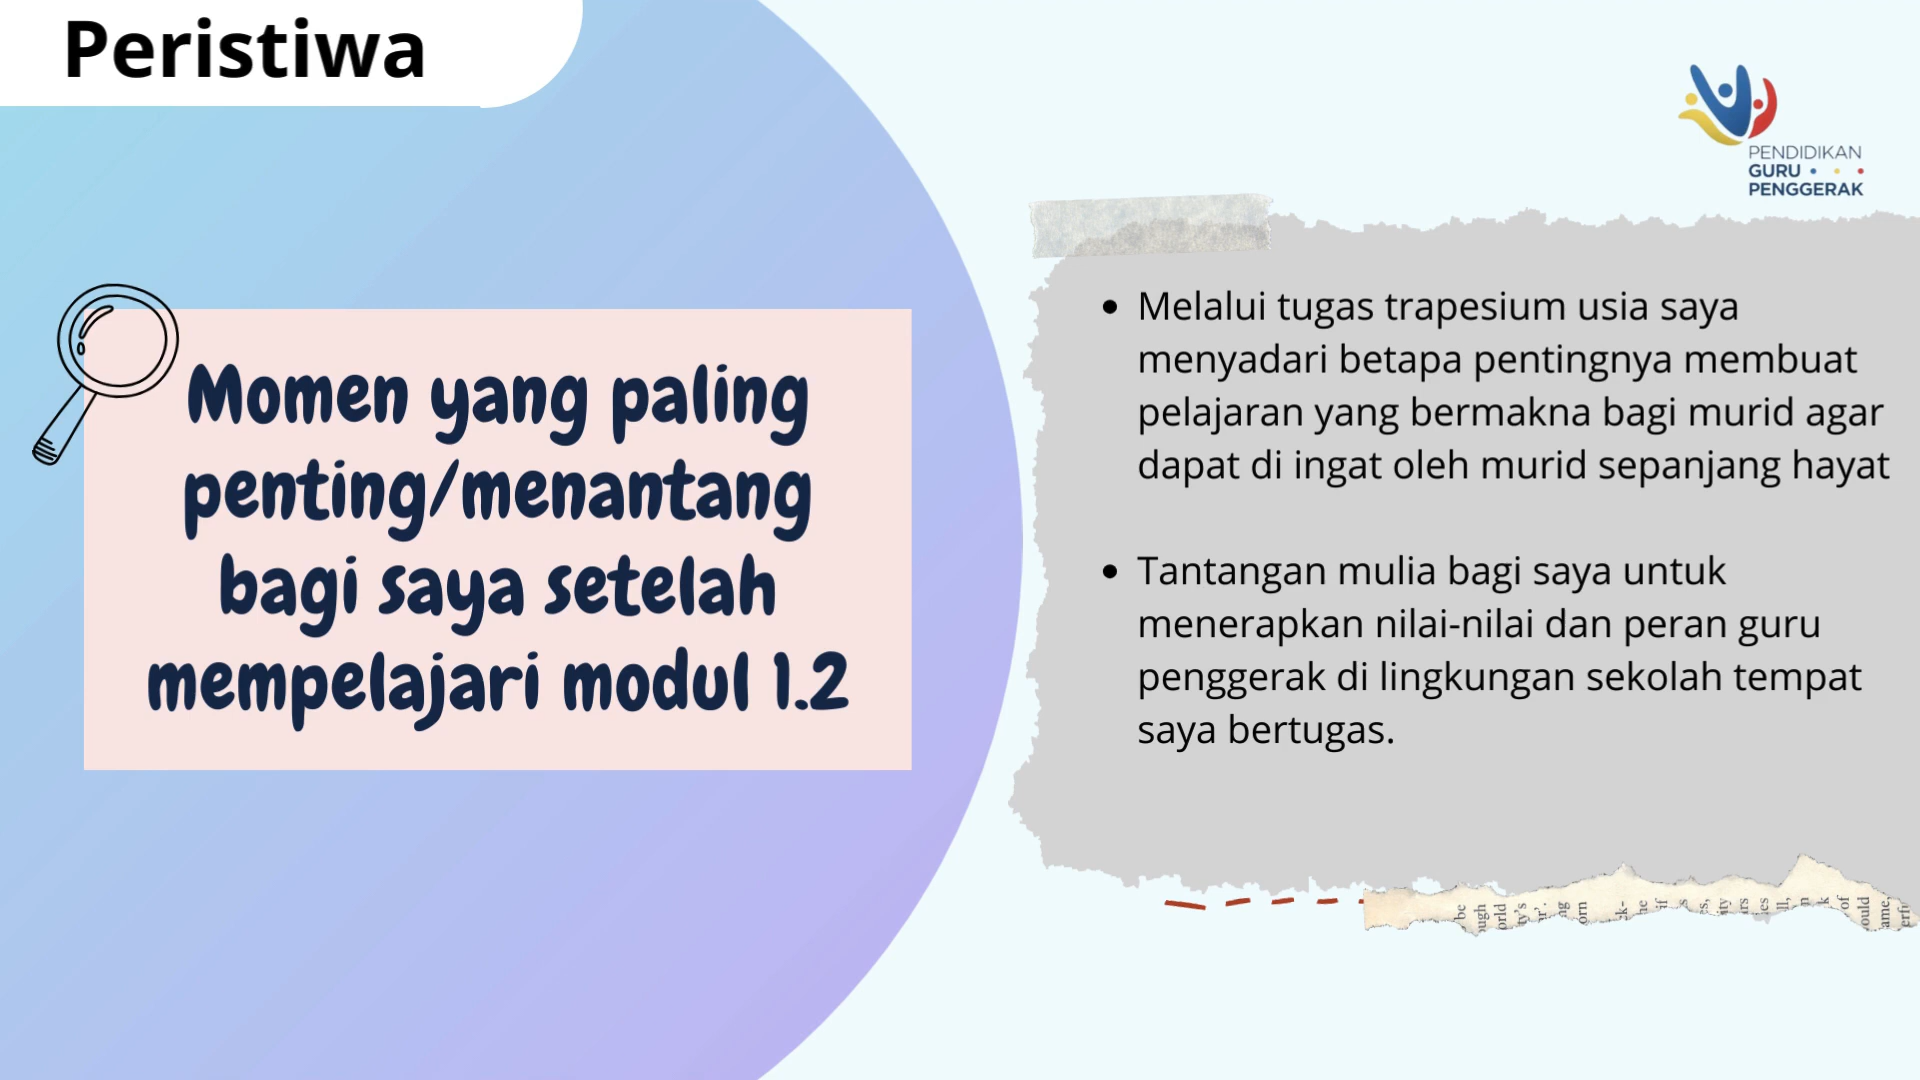 Peristiwa
PENDIDIKAN
GURU
PENGGERAK
Momen yang paling
penting/menantang
bagi saya setelah
mempelajari modul 1.2
• Melalui tugas trapesium usia saya
menyadari betapa pentingnya membuat
pelajaran yang bermakna bagi murid agar
dapat di ingat oleh murid sepanjang hayat
• Tantangan mulia bagi saya untuk
menerapkan nilai-nilai dan peran guru
penggerak di lingkungan sekolah tempat
saya bertugas.